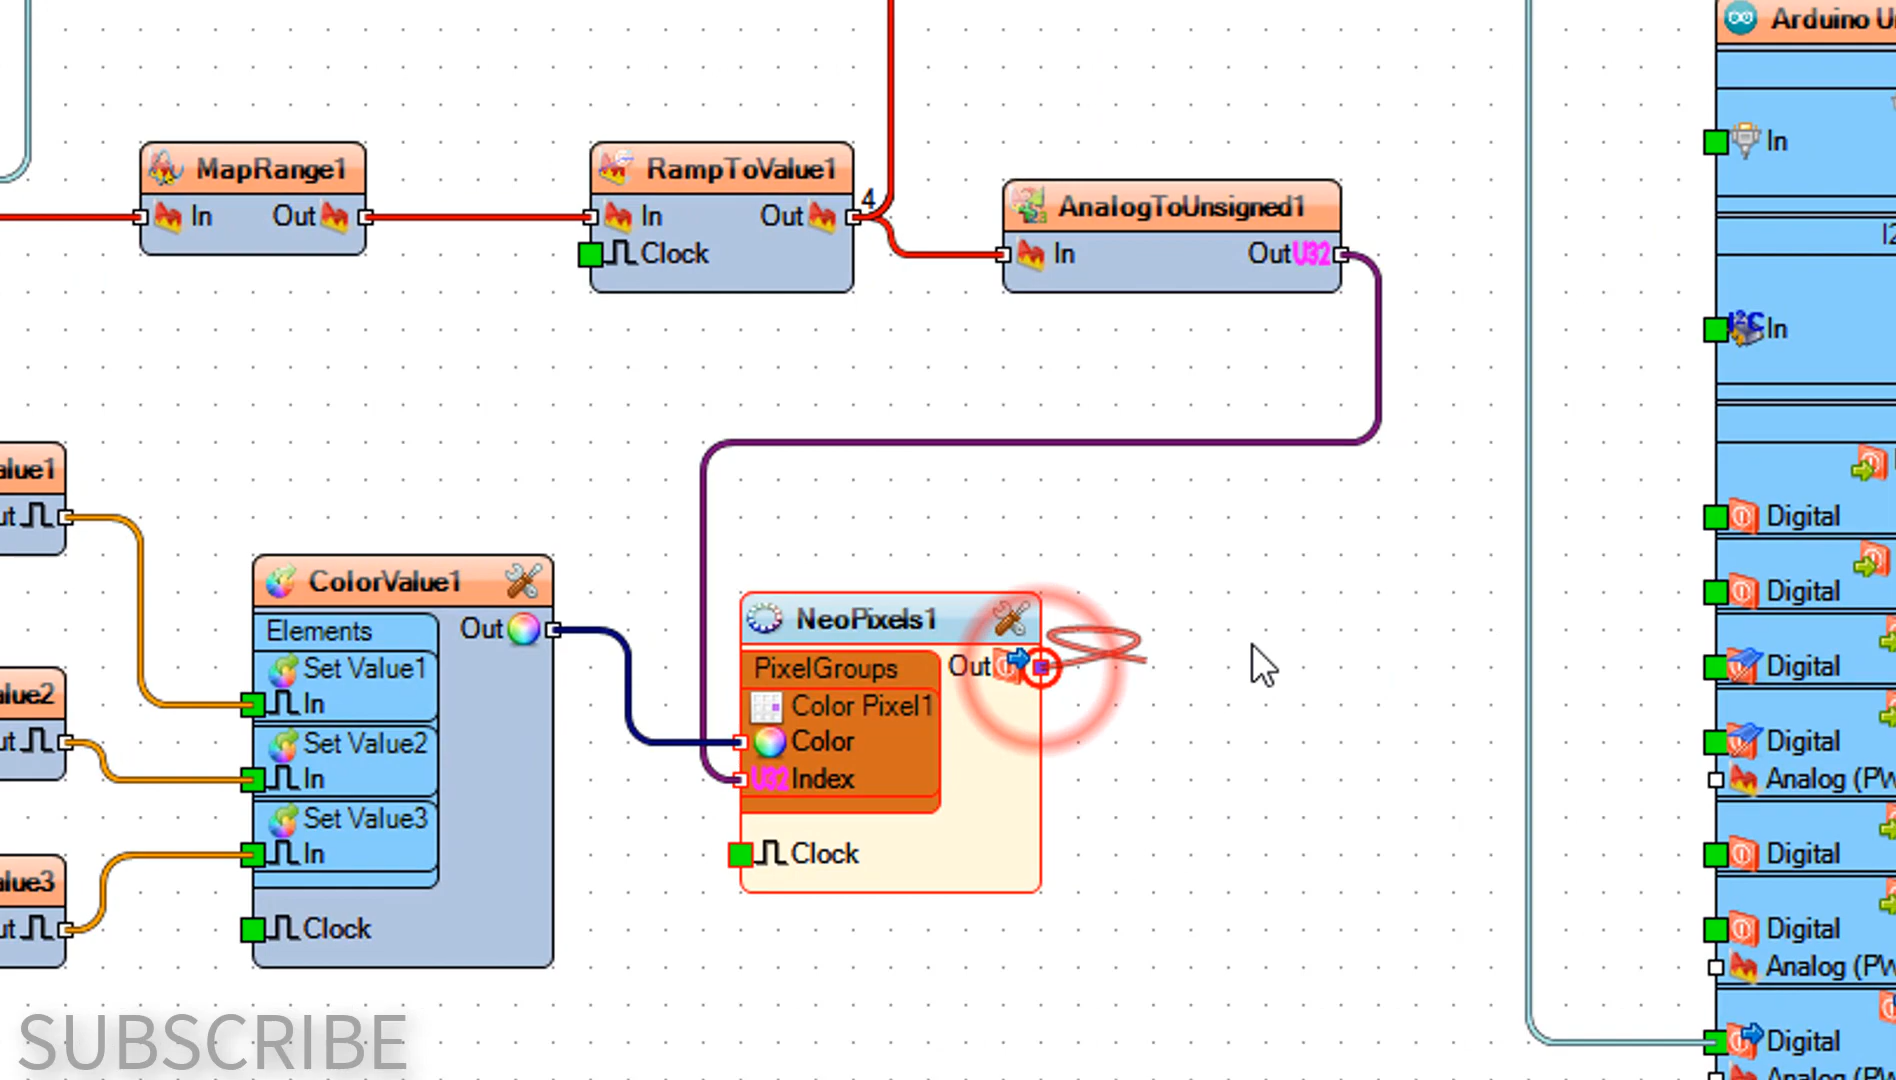 Arduino U
In
I2
I²C In
MapRange1
In Out
RampToValue1
In Out 4
Clock
AnalogToUnsigned1
In Out U32
alue1
ut
alue2
ut
alue3
ut
ColorValue1
Elements Out
Set Value1
In
Set Value2
In
Set Value3
In
Clock
NeoPixels1
PixelGroups Out
Color Pixel1
Color
U32 Index
Clock
Digital
Digital
Digital
Digital
Analog (PW
Digital
Digital
Analog (PW
Digital
SUBSCRIBE